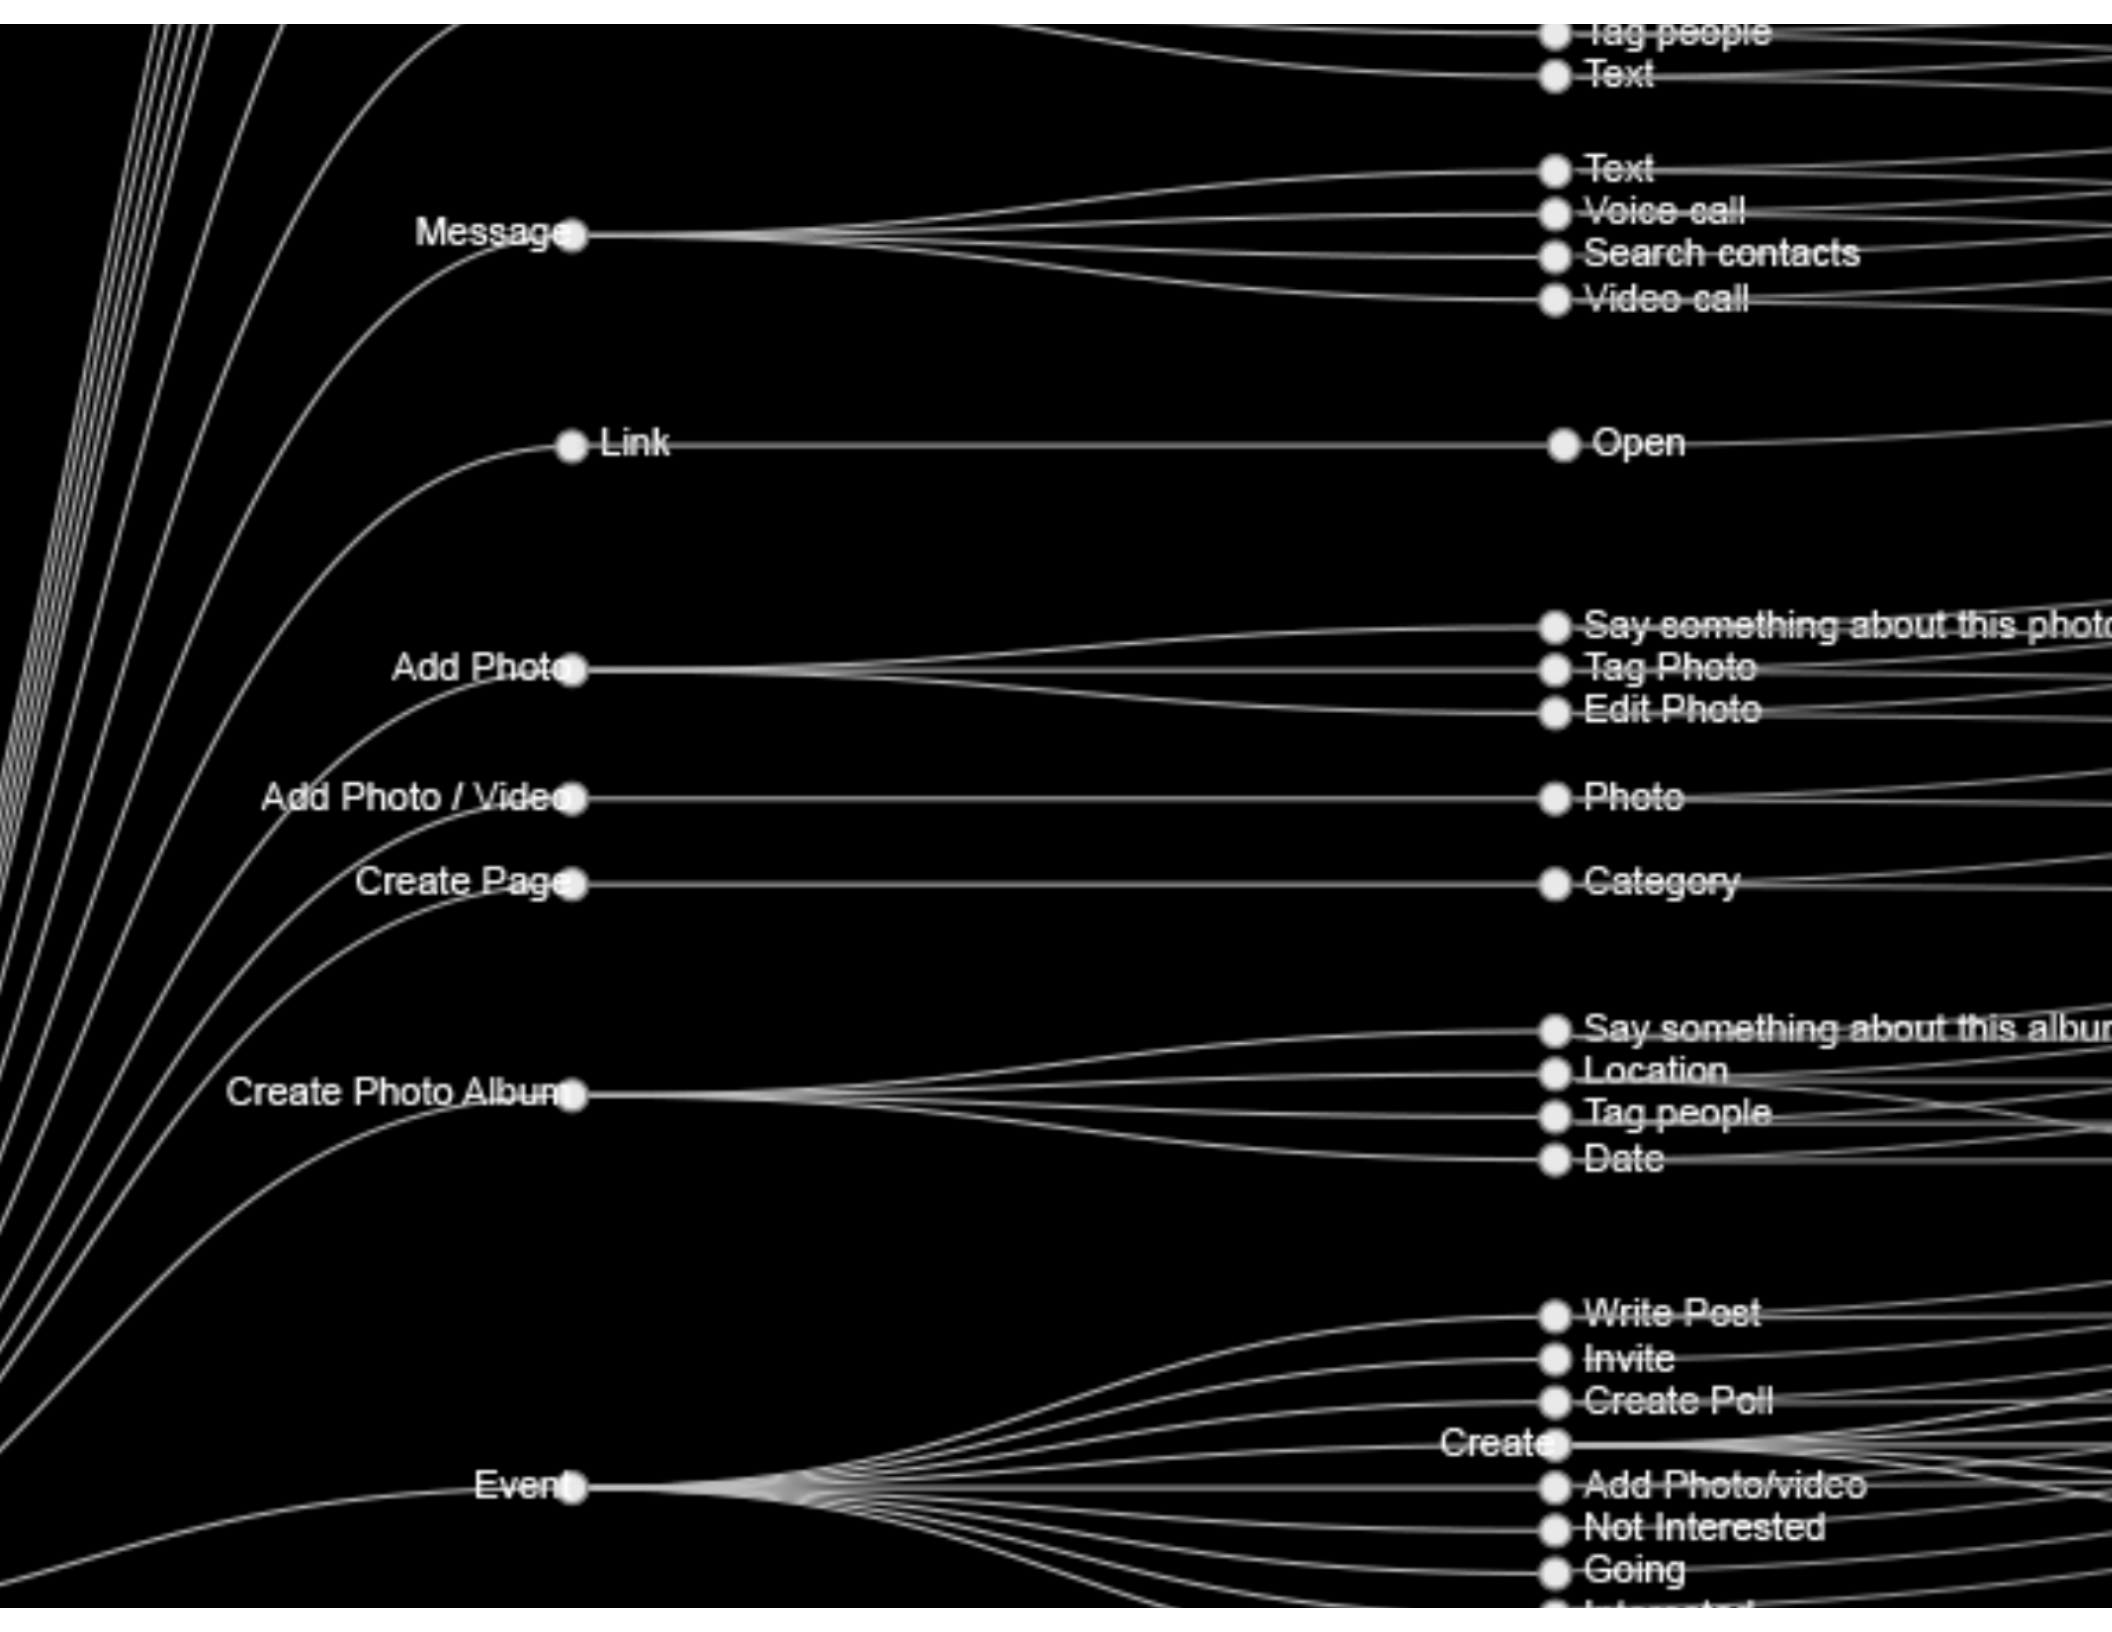 Tag people
Text
Text
Message
Voice call
Search contacts
Video call
Link
Open
Say something about this photo
Add Photo
Tag Photo
Edit Photo
Add Photo / Video
Photo
Create Page
Category
Say something about this albu
Location
Create Photo Album
Tag people
Date
Write Post
Invite
Create Poll
Create
Event
Add Photo/video
Not Interested
Going